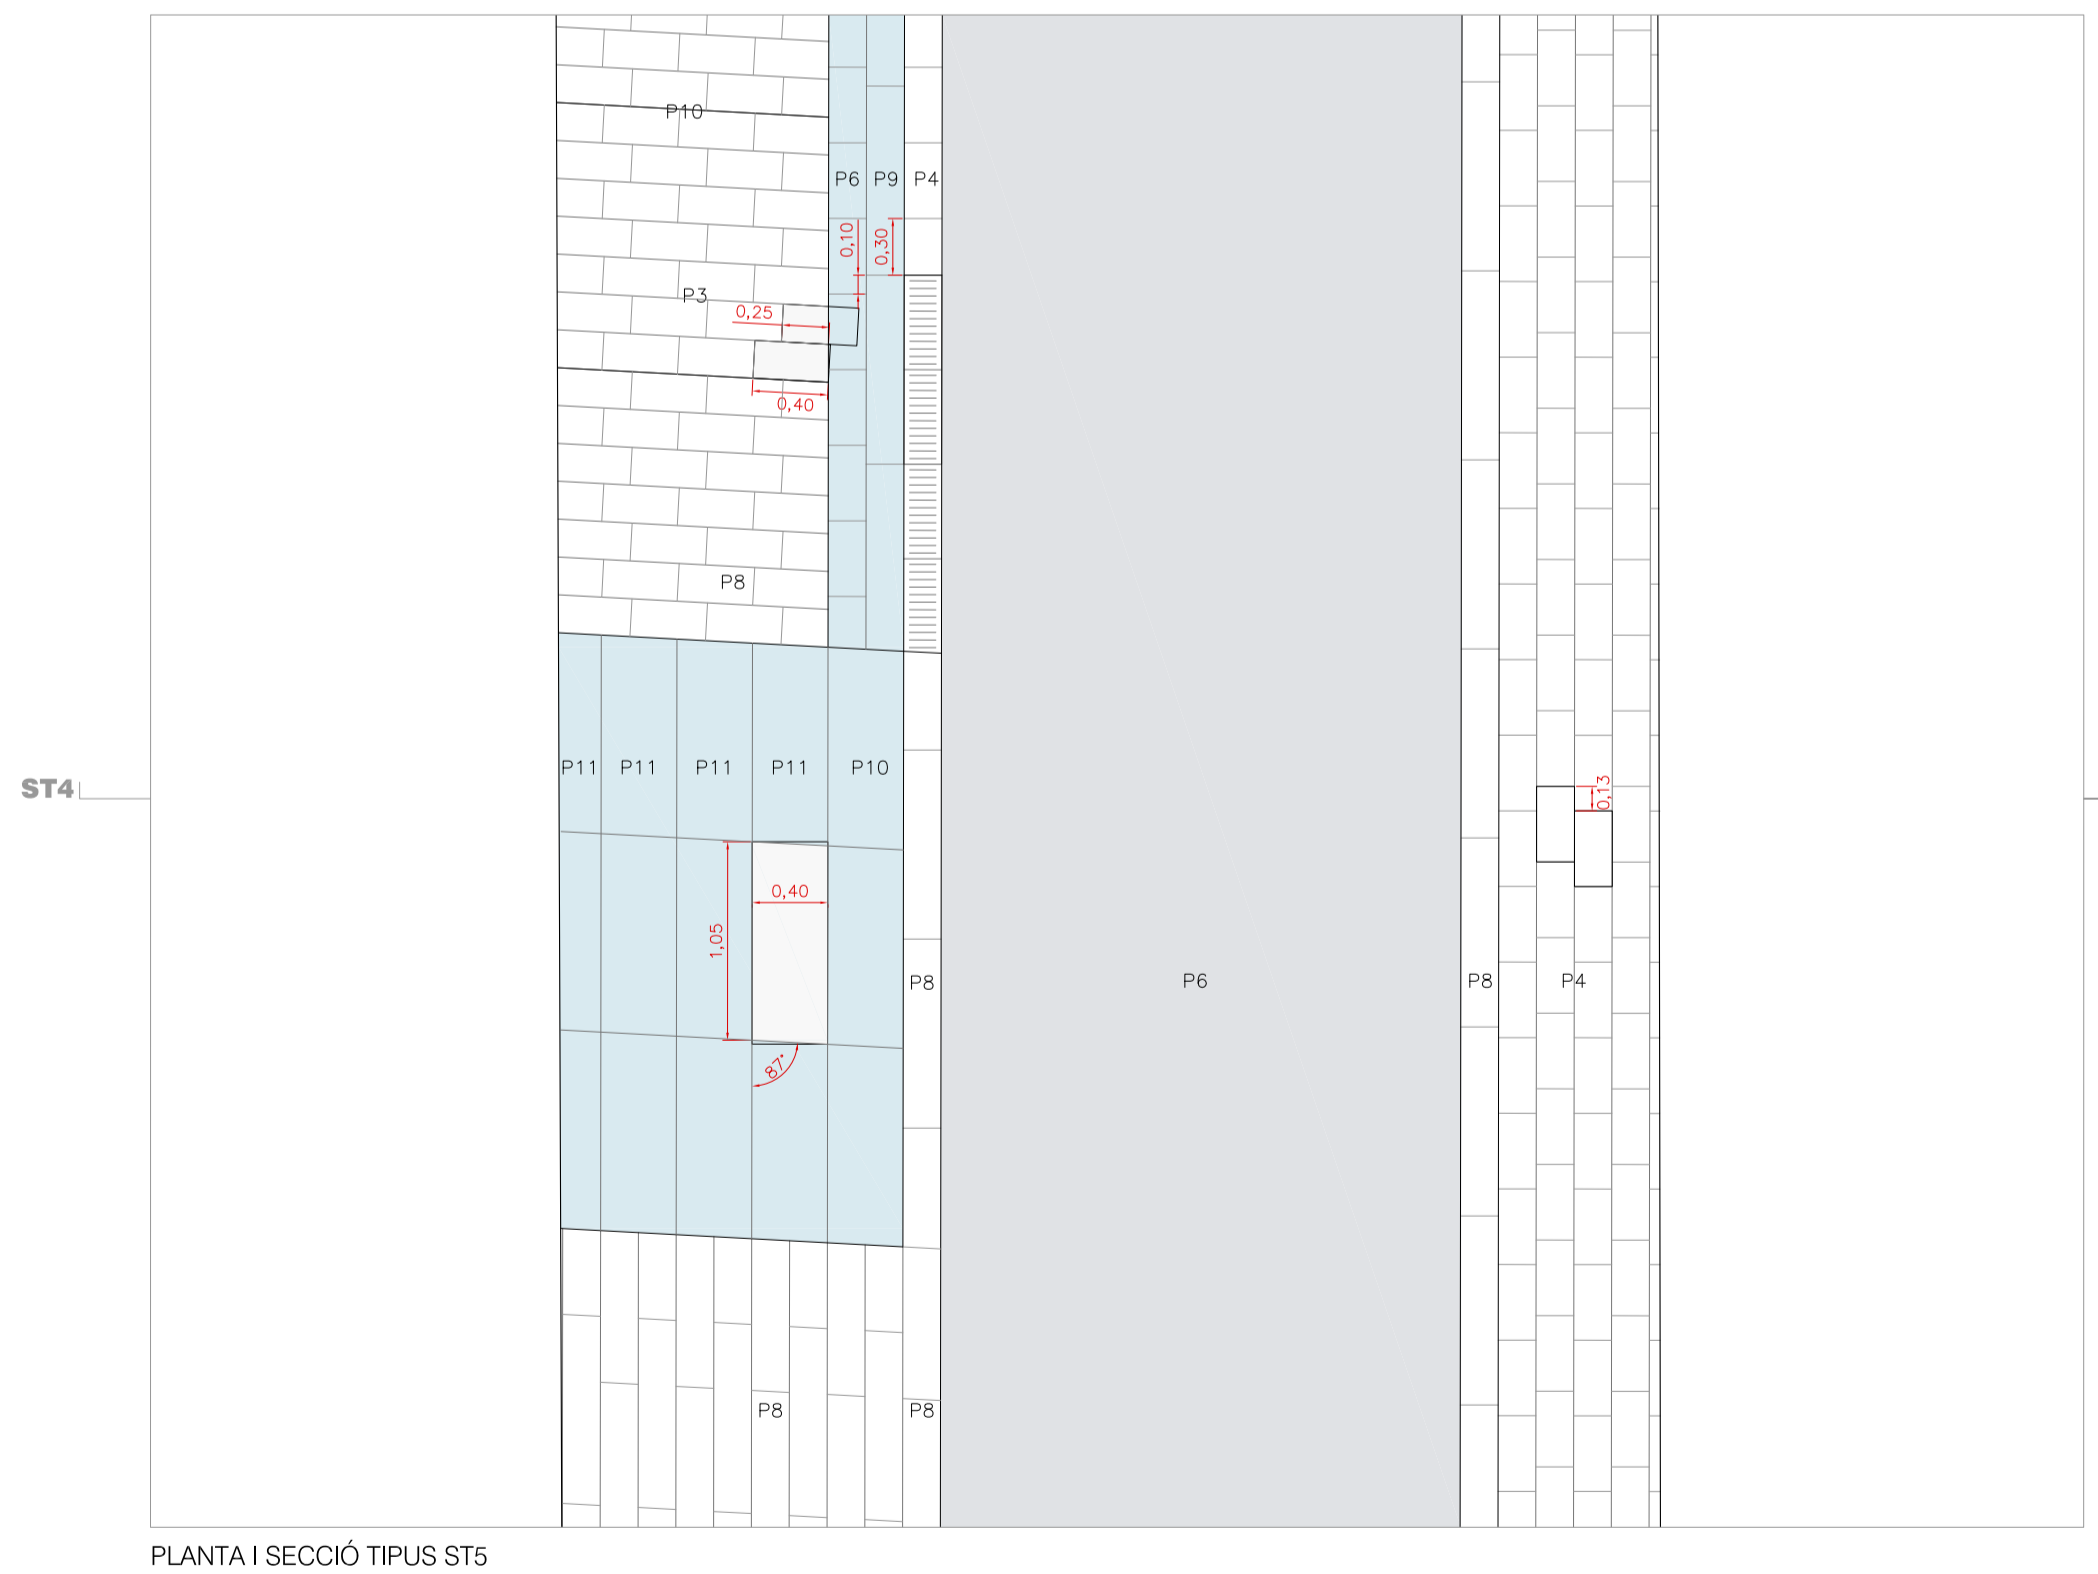 P10
P6 P9 P4
0,10 0,30
P3
0,25
0,40
P8
P11 P11 P11 P11 P10
ST4
0,13
0,40
1,05
P8 P6 P8 P4
87°
P8 P8
PLANTA I SECCIÓ TIPUS ST5